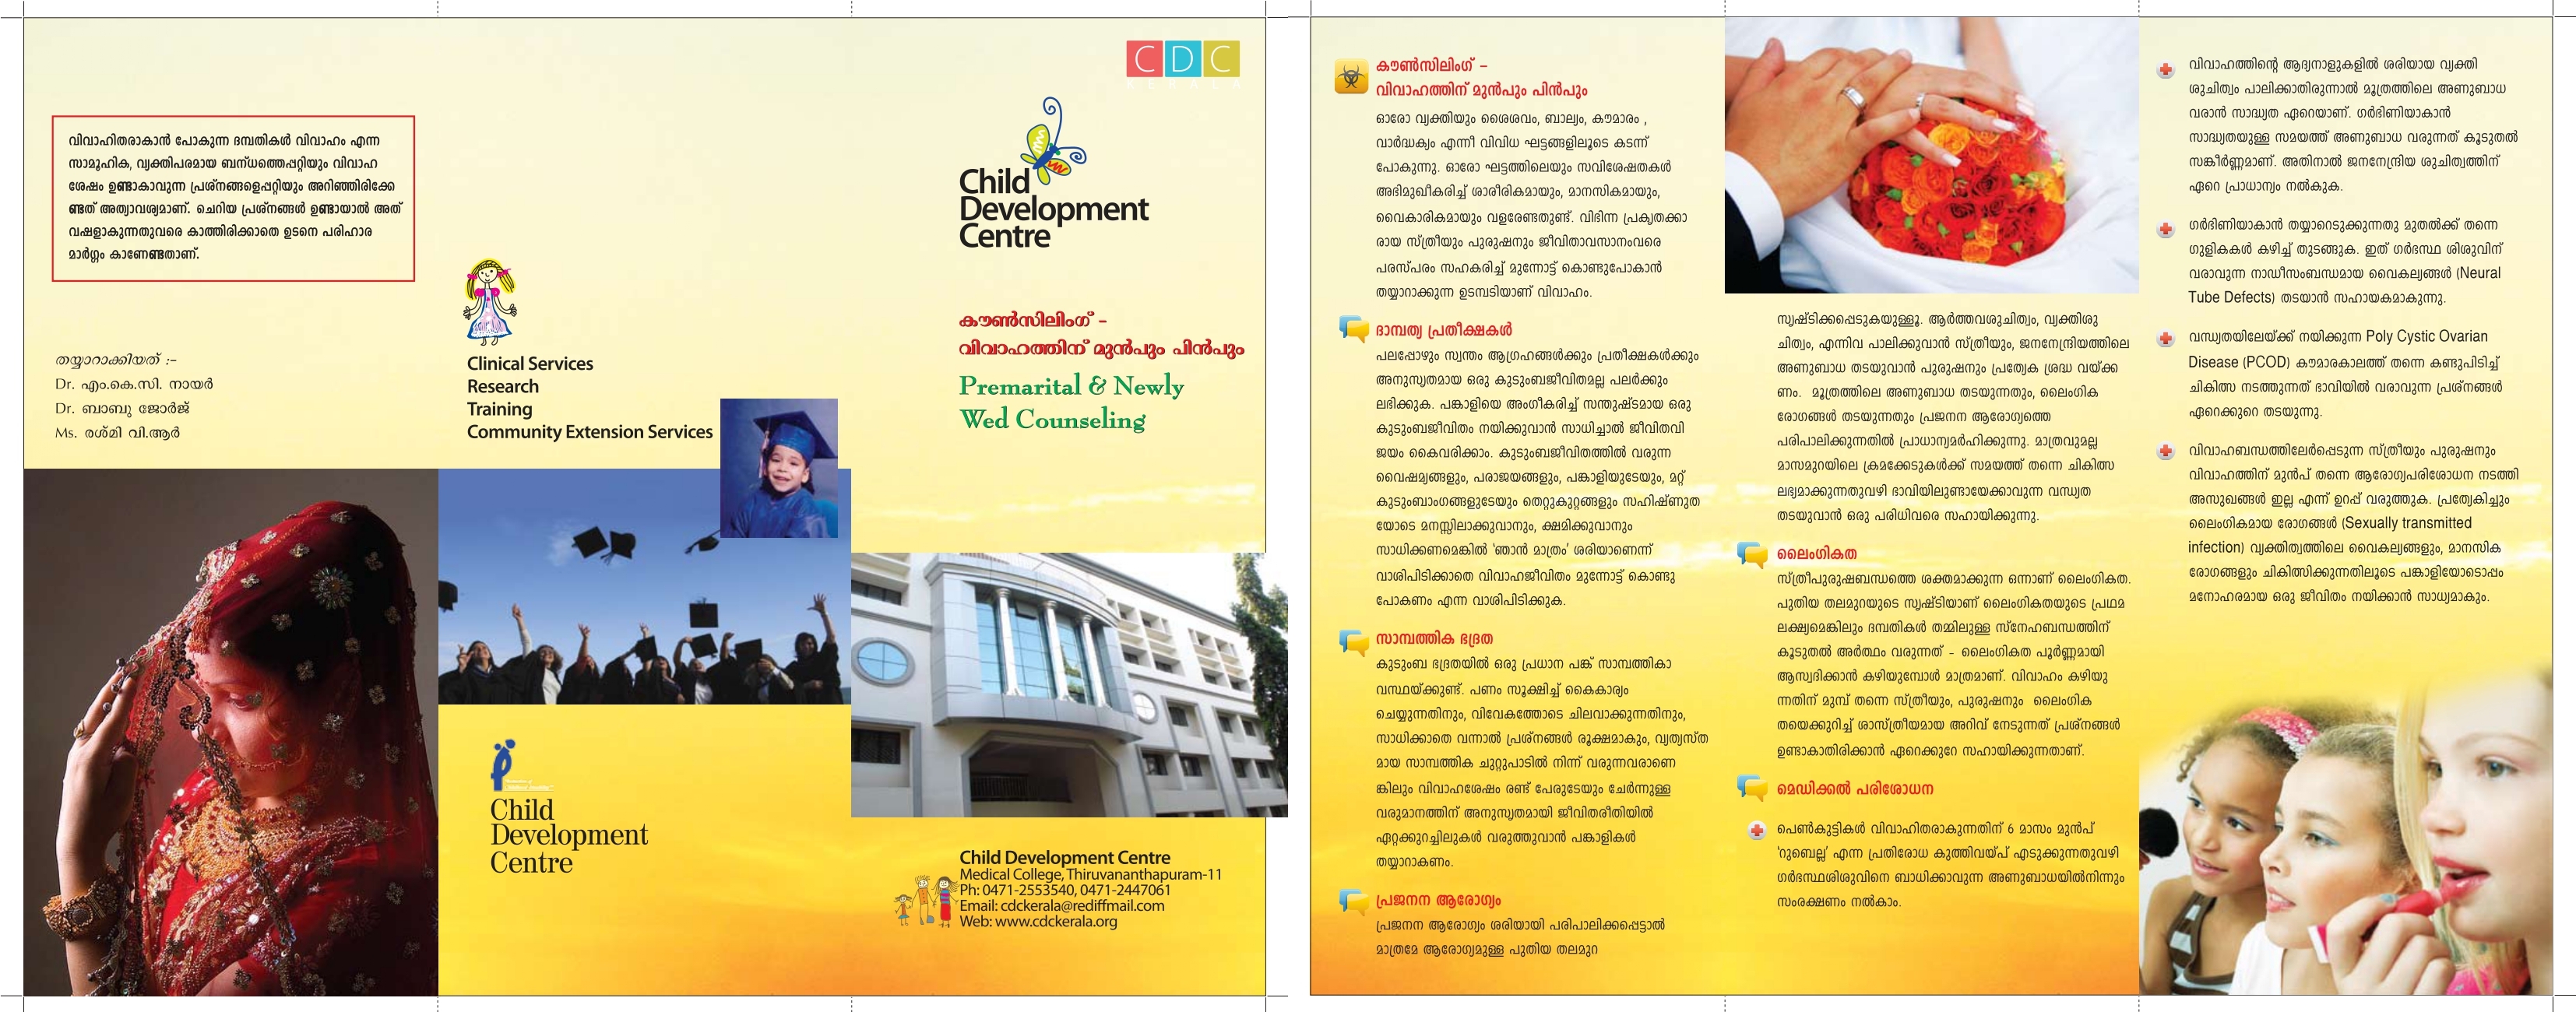 വിവാഹിതരാകാൻ പോകുന്ന ദമ്പതികൾ വിവാഹം എന്ന
സാമൂഹിക, വ്യക്തിപരമായ ബന്ധത്തെപ്പറ്റിയും വിവാഹ
ശേഷം ഉണ്ടാകാവുന്ന പ്രശ്നങ്ങളെപ്പറ്റിയും അറിഞ്ഞിരിക്കേ
ണ്ടത് അത്യാവശ്യമാണ്. ചെറിയ പ്രശ്നങ്ങൾ ഉണ്ടായാൽ അത്
വഷളാകുന്നതുവരെ കാത്തിരിക്കാതെ ഉടനെ പരിഹാര
മാർഗ്ഗം കാണേണ്ടതാണ്.
തയ്യാറാക്കിയത് :-
Dr. എം.കെ.സി. നായർ
Dr. ബാബു ജോർജ്
Ms. രശ്മി വി.ആർ
Clinical Services
Research
Training
Community Extension Services
Child
Development
Centre
CDC
KERALA
Child
Development
Centre
കൗൺസിലിംഗ് -
വിവാഹത്തിന് മുൻപും പിൻപും
Premarital & Newly
Wed Counseling
Child Development Centre
Medical College, Thiruvananthapuram-11
Ph: 0471-2553540, 0471-2447061
Email: cdckerala@rediffmail.com
Web: www.cdckerala.org
കൗൺസിലിംഗ് -
വിവാഹത്തിന് മുൻപും പിൻപും
ഓരോ വ്യക്തിയും ശൈശവം, ബാല്യം, കൗമാരം ,
വാർദ്ധക്യം എന്നീ വിവിധ ഘട്ടങ്ങളിലൂടെ കടന്ന്
പോകുന്നു. ഓരോ ഘട്ടത്തിലെയും സവിശേഷതകൾ
അഭിമുഖീകരിച്ച് ശാരീരികമായും, മാനസികമായും,
വൈകാരികമായും വളരേണ്ടതുണ്ട്. വിഭിന്ന പ്രകൃതക്കാ
രായ സ്ത്രീയും പുരുഷനും ജീവിതാവസാനംവരെ
പരസ്പരം സഹകരിച്ച് മുന്നോട്ട് കൊണ്ടുപോകാൻ
തയ്യാറാക്കുന്ന ഉടമ്പടിയാണ് വിവാഹം.
ദാമ്പത്യ പ്രതീക്ഷകൾ
പലപ്പോഴും സ്വന്തം ആഗ്രഹങ്ങൾക്കും പ്രതീക്ഷകൾക്കും
അനുസൃതമായ ഒരു കുടുംബജീവിതമല്ല പലർക്കും
ലഭിക്കുക. പങ്കാളിയെ അംഗീകരിച്ച് സന്തുഷ്ടമായ ഒരു
കുടുംബജീവിതം നയിക്കുവാൻ സാധിച്ചാൽ ജീവിതവി
ജയം കൈവരിക്കാം. കുടുംബജീവിതത്തിൽ വരുന്ന
വൈഷമ്യങ്ങളും, പരാജയങ്ങളും, പങ്കാളിയുടേയും, മറ്റ്
കുടുംബാംഗങ്ങളുടേയും തെറ്റുകുറ്റങ്ങളും സഹിഷ്ണുത
യോടെ മനസ്സിലാക്കുവാനും, ക്ഷമിക്കുവാനും
സാധിക്കണമെങ്കിൽ 'ഞാൻ മാത്രം' ശരിയാണെന്ന്
വാശിപിടിക്കാതെ വിവാഹജീവിതം മുന്നോട്ട് കൊണ്ടു
പോകണം എന്ന വാശിപിടിക്കുക.
സാമ്പത്തിക ഭദ്രത
കുടുംബ ഭദ്രതയിൽ ഒരു പ്രധാന പങ്ക് സാമ്പത്തികാ
വസ്ഥയ്ക്കുണ്ട്. പണം സൂക്ഷിച്ച് കൈകാര്യം
ചെയ്യുന്നതിനും, വിവേകത്തോടെ ചിലവാക്കുന്നതിനും,
സാധിക്കാതെ വന്നാൽ പ്രശ്നങ്ങൾ രൂക്ഷമാകും, വ്യത്യസ്ത
മായ സാമ്പത്തിക ചുറ്റുപാടിൽ നിന്ന് വരുന്നവരാണെ
ങ്കിലും വിവാഹശേഷം രണ്ട് പേരുടേയും ചേർന്നുള്ള
വരുമാനത്തിന് അനുസൃതമായി ജീവിതരീതിയിൽ
ഏറ്റക്കുറച്ചിലുകൾ വരുത്തുവാൻ പങ്കാളികൾ
തയ്യാറാകണം.
പ്രജനന ആരോഗ്യം
പ്രജനന ആരോഗ്യം ശരിയായി പരിപാലിക്കപ്പെട്ടാൽ
മാത്രമേ ആരോഗ്യമുള്ള പുതിയ തലമുറ
സൃഷ്ടിക്കപ്പെടുകയുള്ളൂ. ആർത്തവശുചിത്വം, വ്യക്തിശു
ചിത്വം, എന്നിവ പാലിക്കുവാൻ സ്ത്രീയും, ജനനേന്ദ്രിയത്തിലെ
അണുബാധ തടയുവാൻ പുരുഷനും പ്രത്യേക ശ്രദ്ധ വയ്ക്ക
ണം. മൂത്രത്തിലെ അണുബാധ തടയുന്നതും, ലൈംഗിക
രോഗങ്ങൾ തടയുന്നതും പ്രജനന ആരോഗ്യത്തെ
പരിപാലിക്കുന്നതിൽ പ്രാധാന്യമർഹിക്കുന്നു. മാത്രവുമല്ല
മാസമുറയിലെ ക്രമക്കേടുകൾക്ക് സമയത്ത് തന്നെ ചികിത്സ
ലഭ്യമാക്കുന്നതുവഴി ഭാവിയിലുണ്ടായേക്കാവുന്ന വന്ധ്യത
തടയുവാൻ ഒരു പരിധിവരെ സഹായിക്കുന്നു.
ലൈംഗികത
സ്ത്രീപുരുഷബന്ധത്തെ ശക്തമാക്കുന്ന ഒന്നാണ് ലൈംഗികത.
പുതിയ തലമുറയുടെ സൃഷ്ടിയാണ് ലൈംഗികതയുടെ പ്രഥമ
ലക്ഷ്യമെങ്കിലും ദമ്പതികൾ തമ്മിലുള്ള സ്നേഹബന്ധത്തിന്
കൂടുതൽ അർത്ഥം വരുന്നത് - ലൈംഗികത പൂർണ്ണമായി
ആസ്വദിക്കാൻ കഴിയുമ്പോൾ മാത്രമാണ്. വിവാഹം കഴിയു
ന്നതിന് മുമ്പ് തന്നെ സ്ത്രീയും, പുരുഷനും ലൈംഗിക
തയെക്കുറിച്ച് ശാസ്ത്രീയമായ അറിവ് നേടുന്നത് പ്രശ്നങ്ങൾ
ഉണ്ടാകാതിരിക്കാൻ ഏറെക്കുറേ സഹായിക്കുന്നതാണ്.
മെഡിക്കൽ പരിശോധന
പെൺകുട്ടികൾ വിവാഹിതരാകുന്നതിന് 6 മാസം മുൻപ്
'റുബെല്ല' എന്ന പ്രതിരോധ കുത്തിവയ്പ് എടുക്കുന്നതുവഴി
ഗർഭസ്ഥശിശുവിനെ ബാധിക്കാവുന്ന അണുബാധയിൽനിന്നും
സംരക്ഷണം നൽകാം.
വിവാഹത്തിന്റെ ആദ്യനാളുകളിൽ ശരിയായ വ്യക്തി
ശുചിത്വം പാലിക്കാതിരുന്നാൽ മൂത്രത്തിലെ അണുബാധ
വരാൻ സാദ്ധ്യത ഏറെയാണ്. ഗർഭിണിയാകാൻ
സാദ്ധ്യതയുള്ള സമയത്ത് അണുബാധ വരുന്നത് കൂടുതൽ
സങ്കീർണ്ണമാണ്. അതിനാൽ ജനനേന്ദ്രിയ ശുചിത്വത്തിന്
ഏറെ പ്രാധാന്യം നൽകുക.
ഗർഭിണിയാകാൻ തയ്യാറെടുക്കുന്നതു മുതൽക്ക് തന്നെ
ഗുളികകൾ കഴിച്ച് തുടങ്ങുക. ഇത് ഗർഭസ്ഥ ശിശുവിന്
വരാവുന്ന നാഡീസംബന്ധമായ വൈകല്യങ്ങൾ (Neural
Tube Defects) തടയാൻ സഹായകമാകുന്നു.
വന്ധ്യതയിലേയ്ക്ക് നയിക്കുന്ന Poly Cystic Ovarian
Disease (PCOD) കൗമാരകാലത്ത് തന്നെ കണ്ടുപിടിച്ച്
ചികിത്സ നടത്തുന്നത് ഭാവിയിൽ വരാവുന്ന പ്രശ്നങ്ങൾ
ഏറെക്കുറെ തടയുന്നു.
വിവാഹബന്ധത്തിലേർപ്പെടുന്ന സ്ത്രീയും പുരുഷനും
വിവാഹത്തിന് മുൻപ് തന്നെ ആരോഗ്യപരിശോധന നടത്തി
അസുഖങ്ങൾ ഇല്ല എന്ന് ഉറപ്പ് വരുത്തുക. പ്രത്യേകിച്ചും
ലൈംഗികമായ രോഗങ്ങൾ (Sexually transmitted
infection) വ്യക്തിത്വത്തിലെ വൈകല്യങ്ങളും, മാനസിക
രോഗങ്ങളും ചികിത്സിക്കുന്നതിലൂടെ പങ്കാളിയോടൊപ്പം
മനോഹരമായ ഒരു ജീവിതം നയിക്കാൻ സാധ്യമാകും.